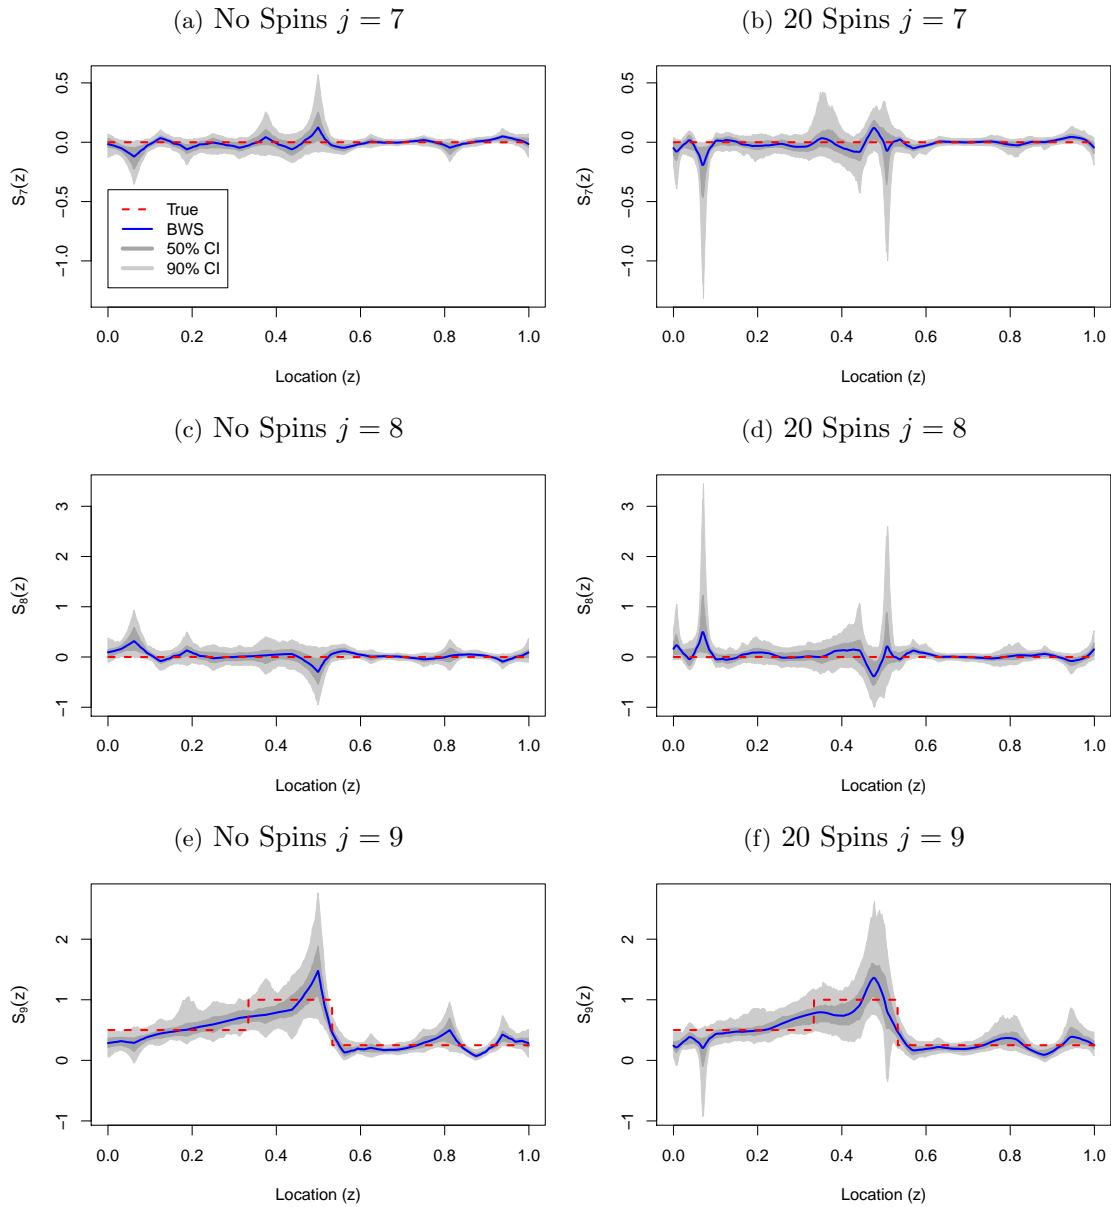 (a) No Spins j = 7
(b) 20 Spins j = 7
0.5
0.0
−0.5
−1.0
S7(z)
True
BWS
50% CI
90% CI
0.0 0.2 0.4 0.6 0.8 1.0
Location (z)
0.5
0.0
−0.5
−1.0
S7(z)
0.0 0.2 0.4 0.6 0.8 1.0
Location (z)
(c) No Spins j = 8
(d) 20 Spins j = 8
3
2
1
0
−1
S8(z)
0.0 0.2 0.4 0.6 0.8 1.0
Location (z)
3
2
1
0
−1
S8(z)
0.0 0.2 0.4 0.6 0.8 1.0
Location (z)
(e) No Spins j = 9
(f) 20 Spins j = 9
2
1
0
−1
S9(z)
0.0 0.2 0.4 0.6 0.8 1.0
Location (z)
2
1
0
−1
S9(z)
0.0 0.2 0.4 0.6 0.8 1.0
Location (z)